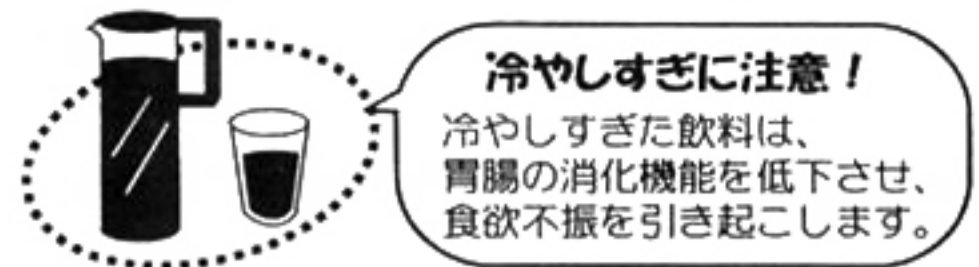 冷やしすぎに注意！
冷やしすぎた飲料は、
胃腸の消化機能を低下させ、
食欲不振を引き起こします。